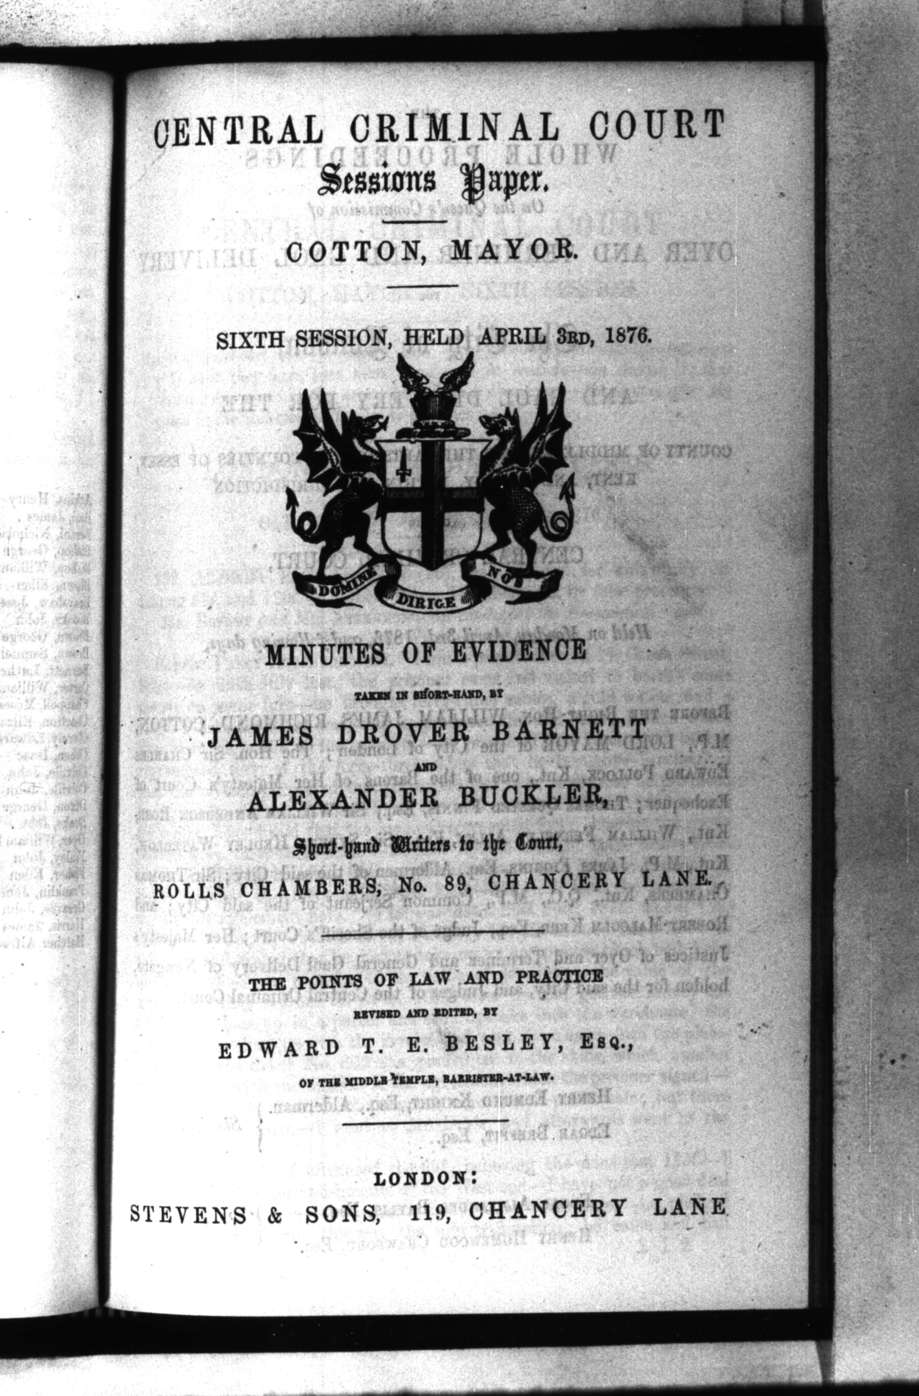 CENTRAL CRIMINAL COURT
Sessions Paper.
COTTON, MAYOR.
SIXTH SESSION, HELD APRIL 3RD, 1876.
DOMINE DIRIGE NOS
MINUTES OF EVIDENCE
TAKEN IN SHORT-HAND, BY
JAMES DROVER BARNETT
AND
ALEXANDER BUCKLER,
Short-hand Writers to the Court,
ROLLS CHAMBERS, No. 89, CHANCERY LANE.
THE POINTS OF LAW AND PRACTICE
REVISED AND EDITED, BY
EDWARD T. E. BESLEY, ESQ.,
OF THE MIDDLE TEMPLE, BARRISTER-AT-LAW.
LONDON:
STEVENS & SONS, 119, CHANCERY LANE